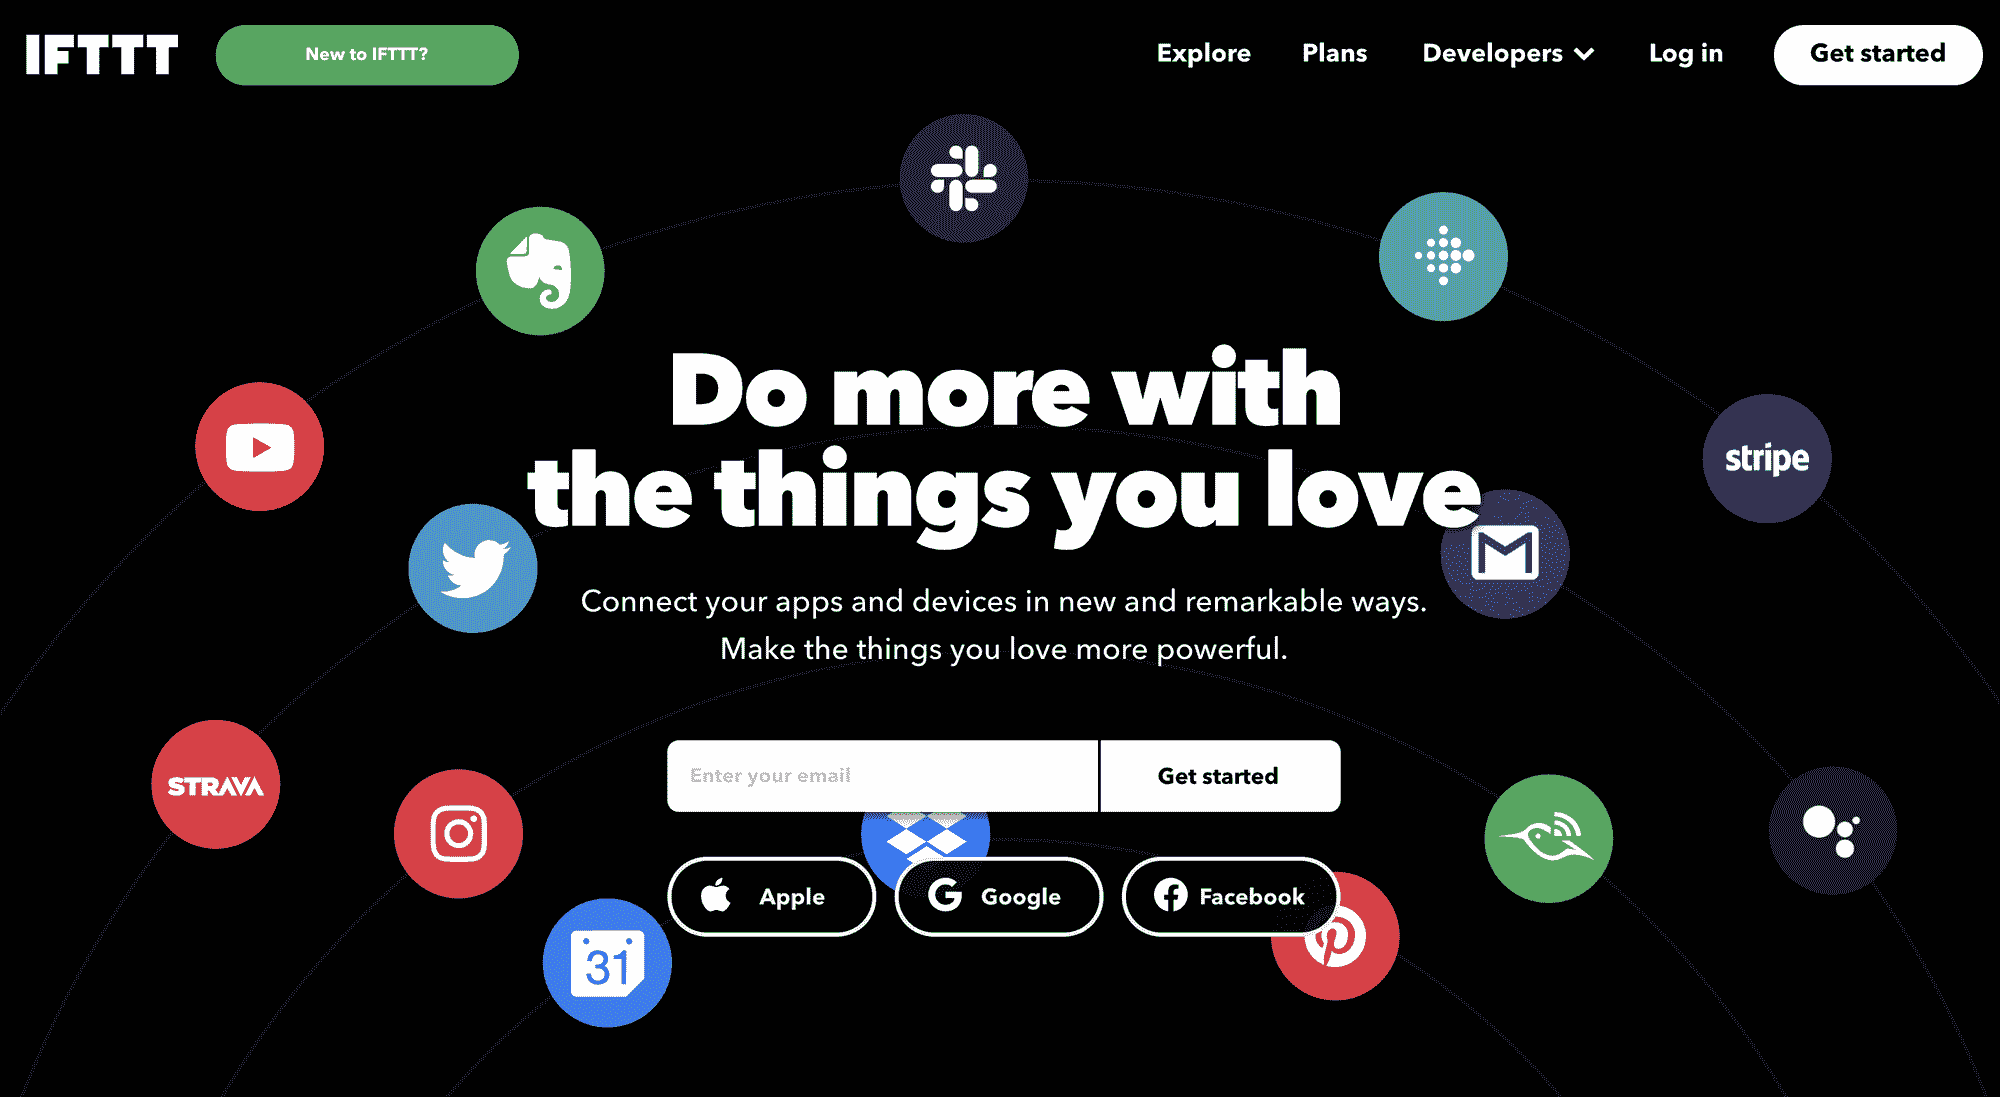 IFTTT
New to IFTTT?
Explore
Plans
Developers
Log in
Get started
Do more with
the things you love
stripe
Connect your apps and devices in new and remarkable ways.
Make the things you love more powerful.
STRAVA
Enter your email
Get started
Apple
Google
Facebook
31